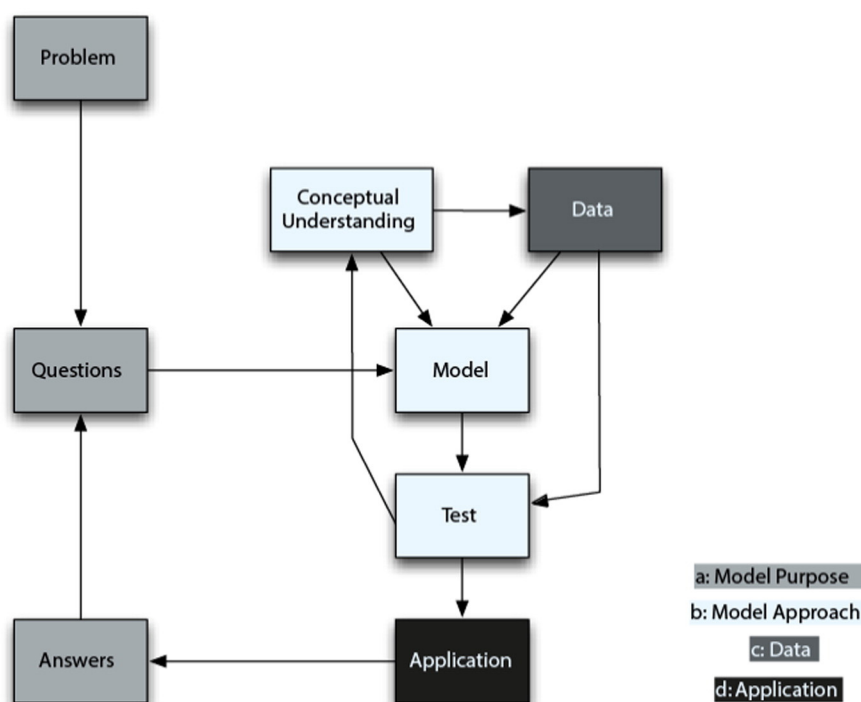 Problem
Conceptual
Understanding
Data
Questions
Model
Test
Answers
Application
a: Model Purpose
b: Model Approach
c: Data
d: Application